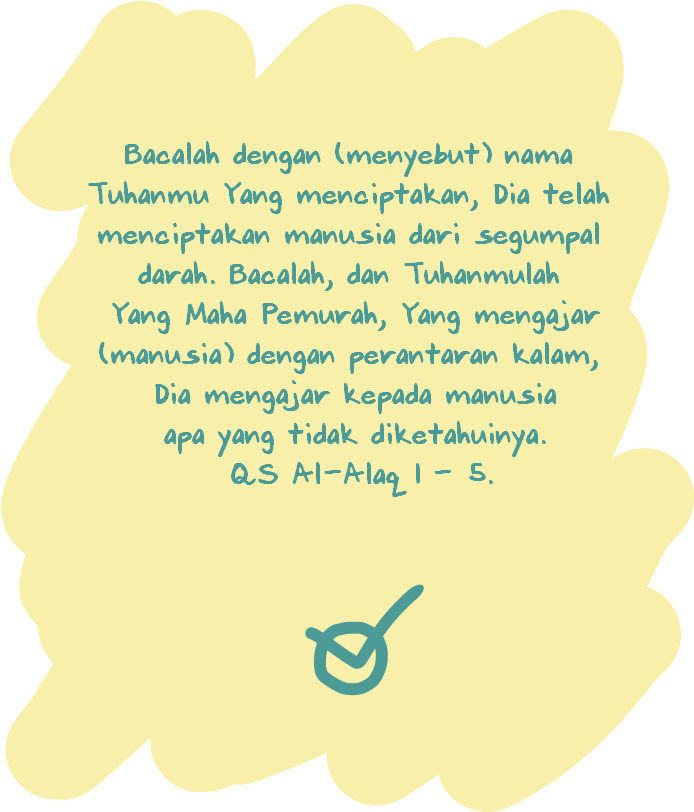 Bacalah dengan (menyebut) nama
Tuhanmu Yang menciptakan, Dia telah
menciptakan manusia dari segumpal
darah. Bacalah, dan Tuhanmulah
Yang Maha Pemurah, Yang mengajar
(manusia) dengan perantaran kalam,
Dia mengajar kepada manusia
apa yang tidak diketahuinya.
QS Al-Alaq 1 - 5.